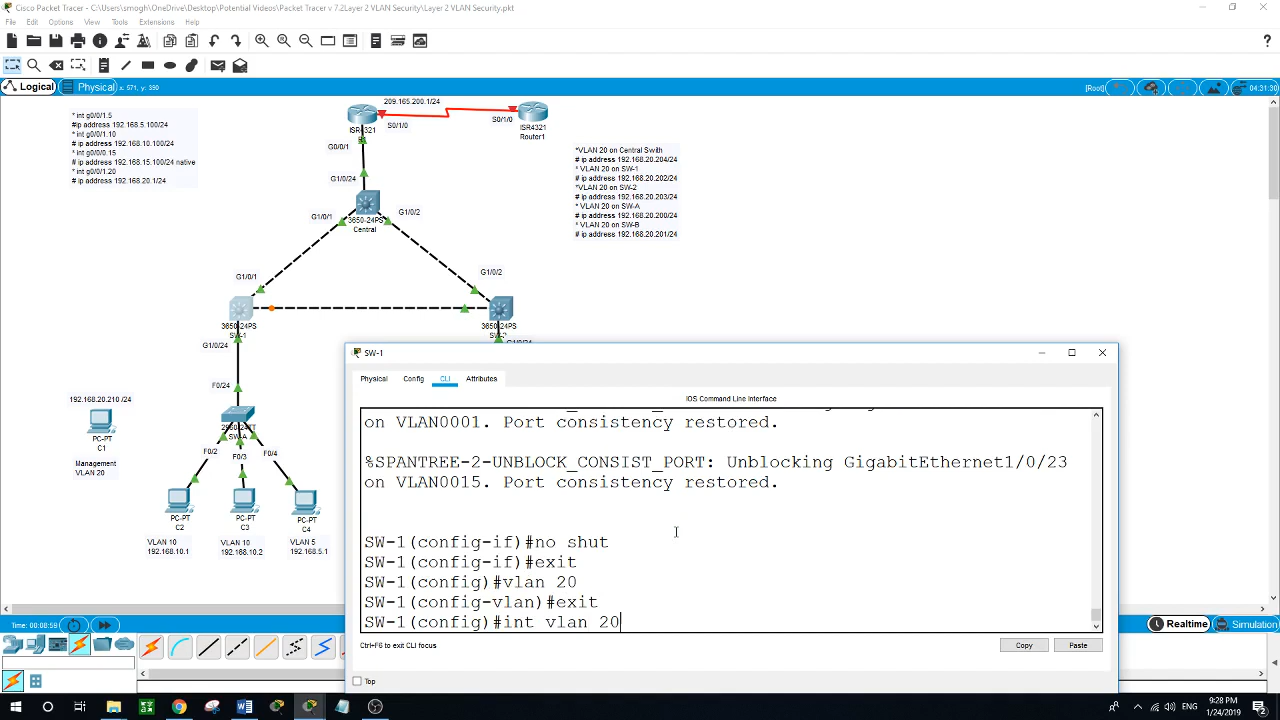 Cisco Packet Tracer - C:\Users\smogh\OneDrive\Desktop\Potential Videos\Packet Tracer v 7.2Layer 2 VLAN Security\Layer 2 VLAN Security.pkt
File Edit Options View Tools Extensions Help
Logical Physical x: 571, y: 390 [Root] 04:31:30
* int g0/0/1.5
#ip address 192.168.5.100/24
* int g0/0/1.10
# ip address 192.168.10.100/24
* int g0/0/0.15
# ip address 192.168.15.100/24 native
* int g0/0/1.20
# ip address 192.168.20.1/24
209.165.200.1/24
ISR4321
S0/1/0
S0/1/0
ISR4321
Router1
G0/0/1
G1/0/24
*VLAN 20 on Central Swith
# ip address 192.168.20.204/24
* VLAN 20 on SW-1
# ip address 192.168.20.202/24
*VLAN 20 on SW-2
# ip address 192.168.20.203/24
* VLAN 20 on SW-A
# ip address 192.168.20.200/24
* VLAN 20 on SW-B
# ip address 192.168.20.201/24
G1/0/1
3650-24PS
Central
G1/0/2
G1/0/1
G1/0/2
3650-24PS
SW-1
3650-24PS
G1/0/24
F0/24
192.168.20.210 /24
PC-PT
C1
Management
VLAN 20
F0/2
F0/3
F0/4
PC-PT
C2
PC-PT
C3
PC-PT
C4
VLAN 10
192.168.10.1
VLAN 10
192.168.10.2
VLAN 5
192.168.5.1
SW-1
Physical Config CLI Attributes
IOS Command Line Interface
on VLAN0001. Port consistency restored.
%SPANTREE-2-UNBLOCK_CONSIST_PORT: Unblocking GigabitEthernet1/0/23
on VLAN0015. Port consistency restored.
SW-1(config-if)#no shut
SW-1(config-if)#exit
SW-1(config)#vlan 20
SW-1(config-vlan)#exit
SW-1(config)#int vlan 20
Ctrl+F6 to exit CLI focus
Copy Paste
Top
Time: 00:08:59 Realtime Simulation
9:28 PM
1/24/2019